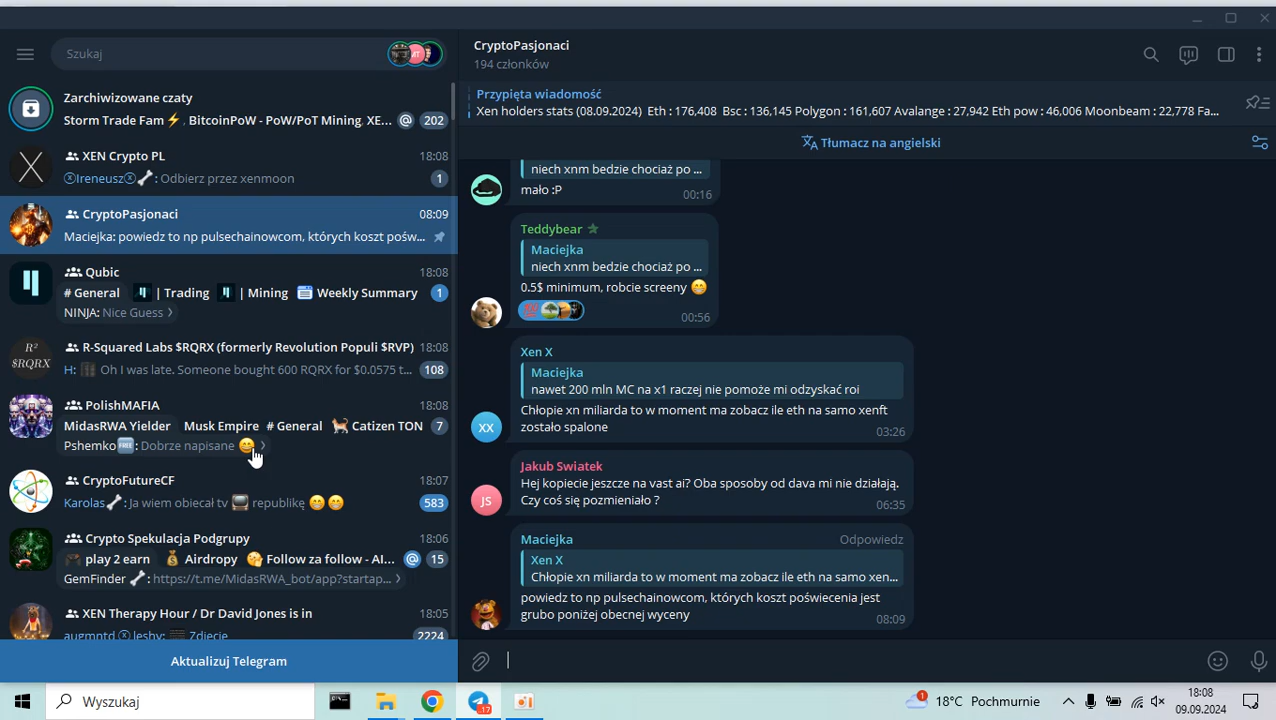 Szukaj
Zarchiwizowane czaty
Storm Trade Fam⚡, BitcoinPoW - PoW/PoT Mining, XE... @ 202
XEN Crypto PL 18:08
ⓧIreneuszⓧ🦴: Odbierz przez xenmoon 1
CryptoPasjonaci 08:09
Maciejka: powiedz to np pulsechainowcom, których koszt pośw...
Qubic 18:08
# General | Trading | Mining Weekly Summary 1
NINJA: Nice Guess
R² $RQRX
R-Squared Labs $RQRX (formerly Revolution Populi $RVP) 18:08
H: Oh I was late. Someone bought 600 RQRX for $0.0575 t... 108
PolishMAFIA 18:08
MidasRWA Yielder Musk Empire # General Catizen TON 7
Pshemko FREE: Dobrze napisane 😁
CryptoFutureCF 18:07
Karolas🦴: Ja wiem obiecał tv 📺 republikę 😁😁 583
Crypto Spekulacja Podgrupy 18:06
play 2 earn Airdropy Follow za follow - AI... @ 15
GemFinder 🦴: https://t.me/MidasRWA_bot/app?startap...
XEN Therapy Hour / Dr David Jones is in 18:05
augmntd ⓧ leshy: Zdjęcie 2224
Aktualizuj Telegram
CryptoPasjonaci
194 członków
Przypięta wiadomość
Xen holders stats (08.09.2024) Eth : 176,408 Bsc : 136,145 Polygon : 161,607 Avalange : 27,942 Eth pow : 46,006 Moonbeam : 22,778 Fa...
Tłumacz na angielski
niech xnm bedzie chociaż po ...
mało :P 00:16
Teddybear
Maciejka
niech xnm bedzie chociaż po ...
0.5$ minimum, robcie screeny 😁
💯
00:56
Xen X
Maciejka
nawet 200 mln MC na x1 raczej nie pomoże mi odzyskać roi
Chłopie xn miliarda to w moment ma zobacz ile eth na samo xenft
zostało spalone
XX
03:26
Jakub Swiatek
Hej kopiecie jeszcze na vast ai? Oba sposoby od dava mi nie działają.
Czy coś się pozmieniało ?
JS
06:35
Maciejka Odpowiedz
Xen X
Chłopie xn miliarda to w moment ma zobacz ile eth na samo xen...
powiedz to np pulsechainowcom, których koszt poświecenia jest
grubo poniżej obecnej wyceny
08:09
Wyszukaj
17
1
18°C Pochmurnie
18:08
09.09.2024